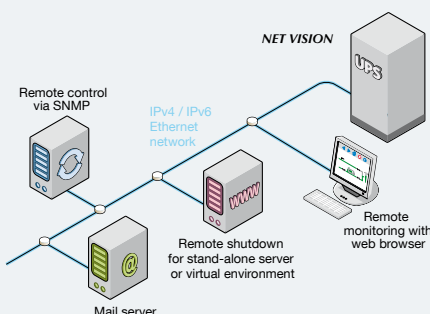 NET VISION
UPS
Remote control
via SNMP
IPv4 / IPv6
Ethernet
network
WWW
Remote
monitoring with
web browser
Remote shutdown
for stand-alone server
or virtual environment
@
Mail server